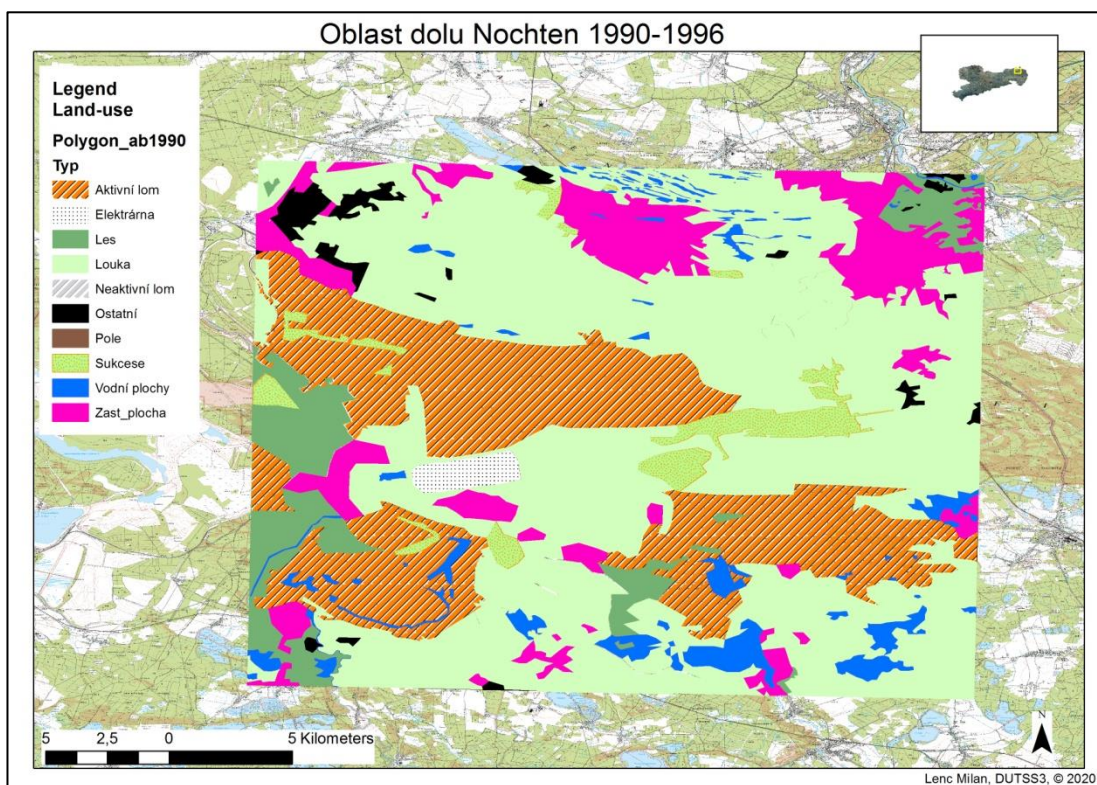 Oblast dolu Nochten 1990-1996
Legend
Land-use
Polygon_ab1990
Typ
Aktivní lom
Elektrárna
Les
Louka
Neaktivní lom
Ostatní
Pole
Sukcese
Vodní plochy
Zast_plocha
5 2,5 0 5 Kilometers
N
Lenc Milan, DUTSS3, © 2020